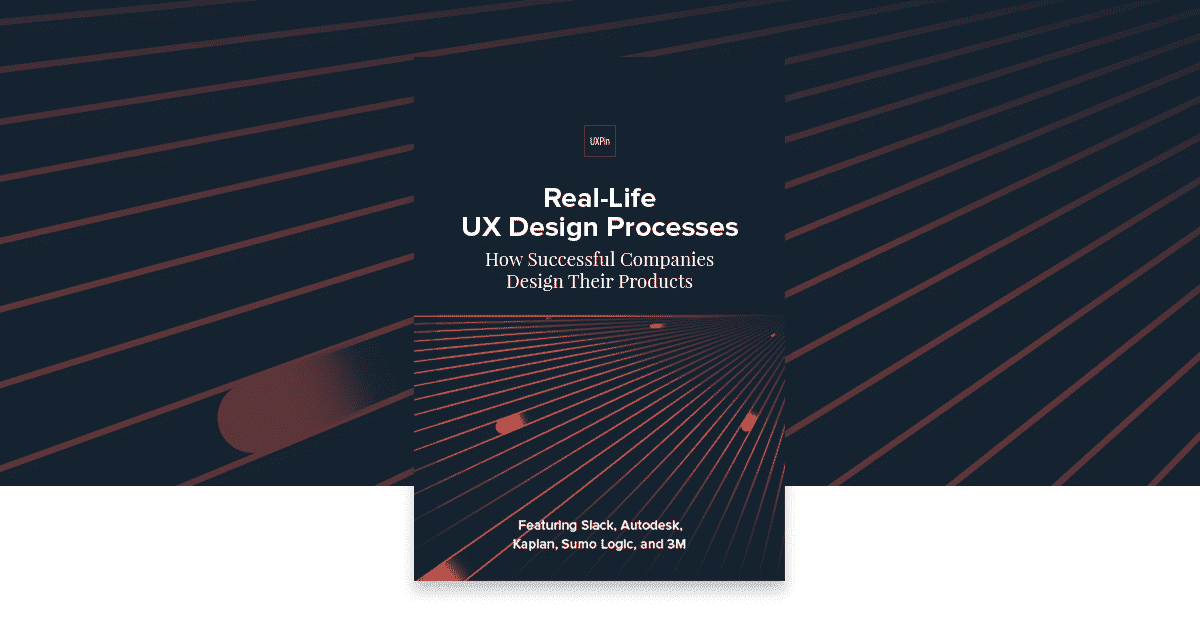 UXPin
Real-Life
UX Design Processes
How Successful Companies
Design Their Products
Featuring Slack, Autodesk,
Kaplan, Sumo Logic, and 3M